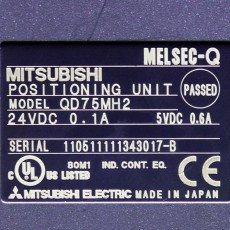 MELSEC-Q
MITSUBISHI
POSITIONING UNIT
PASSED
MODEL QD75MH2
24VDC 0.1A 5VDC 0.6A
SERIAL 110511111343017-B
80M1 IND. CONT. EQ.
C UL US LISTED CE
MITSUBISHI ELECTRIC MADE IN JAPAN